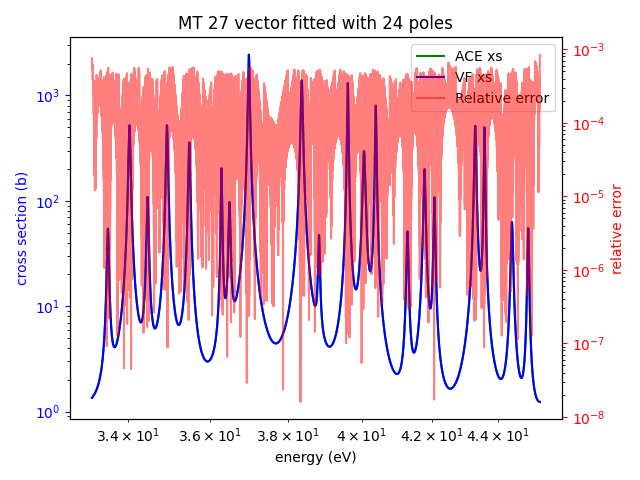 MT 27 vector fitted with 24 poles
ACE xs
VF xs
Relative error
cross section (b)
10³
10²
10¹
10⁰
10⁻³
10⁻⁴
10⁻⁵
10⁻⁶
10⁻⁷
10⁻⁸
relative error
3.4 × 10¹ 3.6 × 10¹ 3.8 × 10¹ 4 × 10¹ 4.2 × 10¹ 4.4 × 10¹
energy (eV)